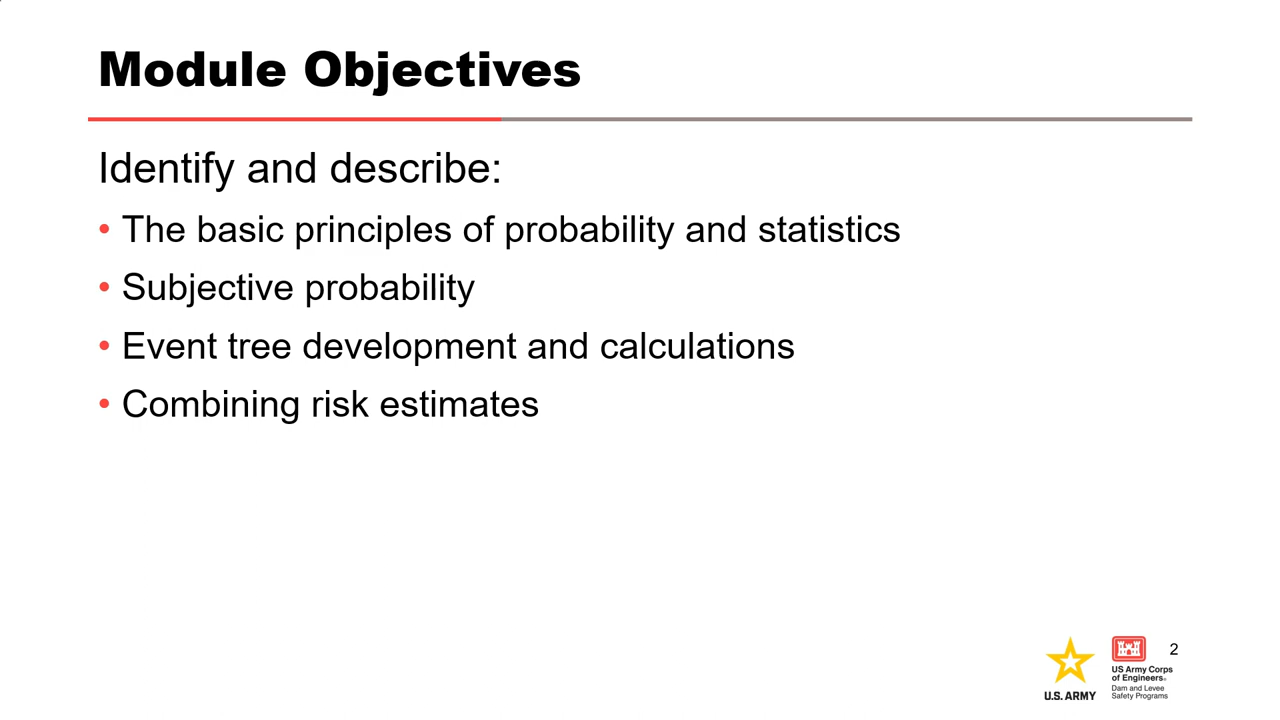 Module Objectives
Identify and describe:
• The basic principles of probability and statistics
• Subjective probability
• Event tree development and calculations
• Combining risk estimates
2
U.S. ARMY
US Army Corps
of Engineers®
Dam and Levee
Safety Programs